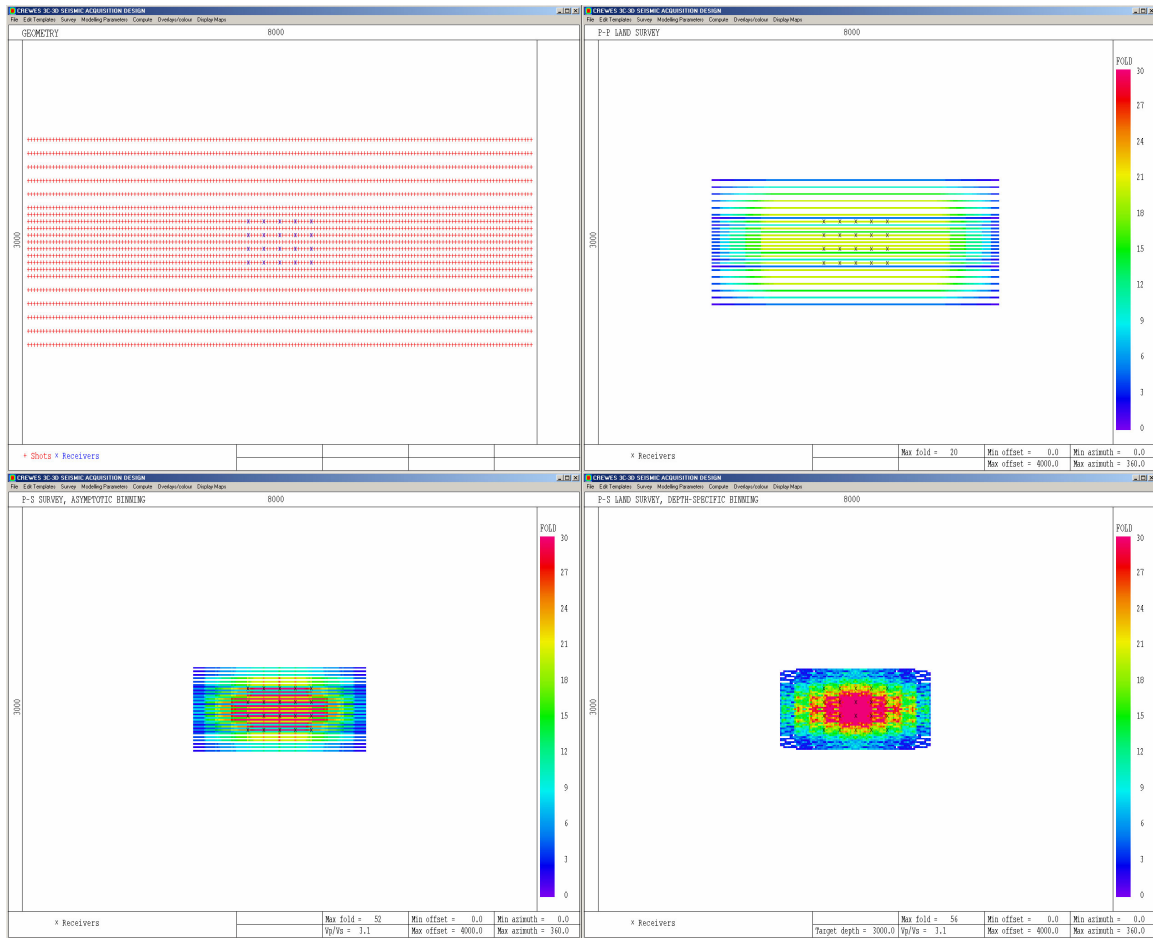 CREWES 3C-3D SEISMIC ACQUISITION DESIGN
File Edit Templates Survey Modelling Parameters Compute Overlays/colour Display Maps
GEOMETRY 8000
3000
+ Shots x Receivers
CREWES 3C-3D SEISMIC ACQUISITION DESIGN
File Edit Templates Survey Modelling Parameters Compute Overlays/colour Display Maps
P-P LAND SURVEY 8000
FOLD
30
27
24
21
18
15
12
9
6
3
0
3000
x Receivers
Max fold = 20 Min offset = 0.0 Min azimuth = 0.0
Max offset = 4000.0 Max azimuth = 360.0
CREWES 3C-3D SEISMIC ACQUISITION DESIGN
File Edit Templates Survey Modelling Parameters Compute Overlays/colour Display Maps
P-S SURVEY, ASYMPTOTIC BINNING 8000
FOLD
30
27
24
21
18
15
12
9
6
3
0
3000
x Receivers
Max fold = 52 Min offset = 0.0 Min azimuth = 0.0
Vp/Vs = 3.1 Max offset = 4000.0 Max azimuth = 360.0
CREWES 3C-3D SEISMIC ACQUISITION DESIGN
File Edit Templates Survey Modelling Parameters Compute Overlays/colour Display Maps
P-S LAND SURVEY, DEPTH-SPECIFIC BINNING 8000
FOLD
30
27
24
21
18
15
12
9
6
3
0
3000
x Receivers
Max fold = 56 Min offset = 0.0 Min azimuth = 0.0
Target depth = 3000.0 Vp/Vs = 3.1 Max offset = 4000.0 Max azimuth = 360.0